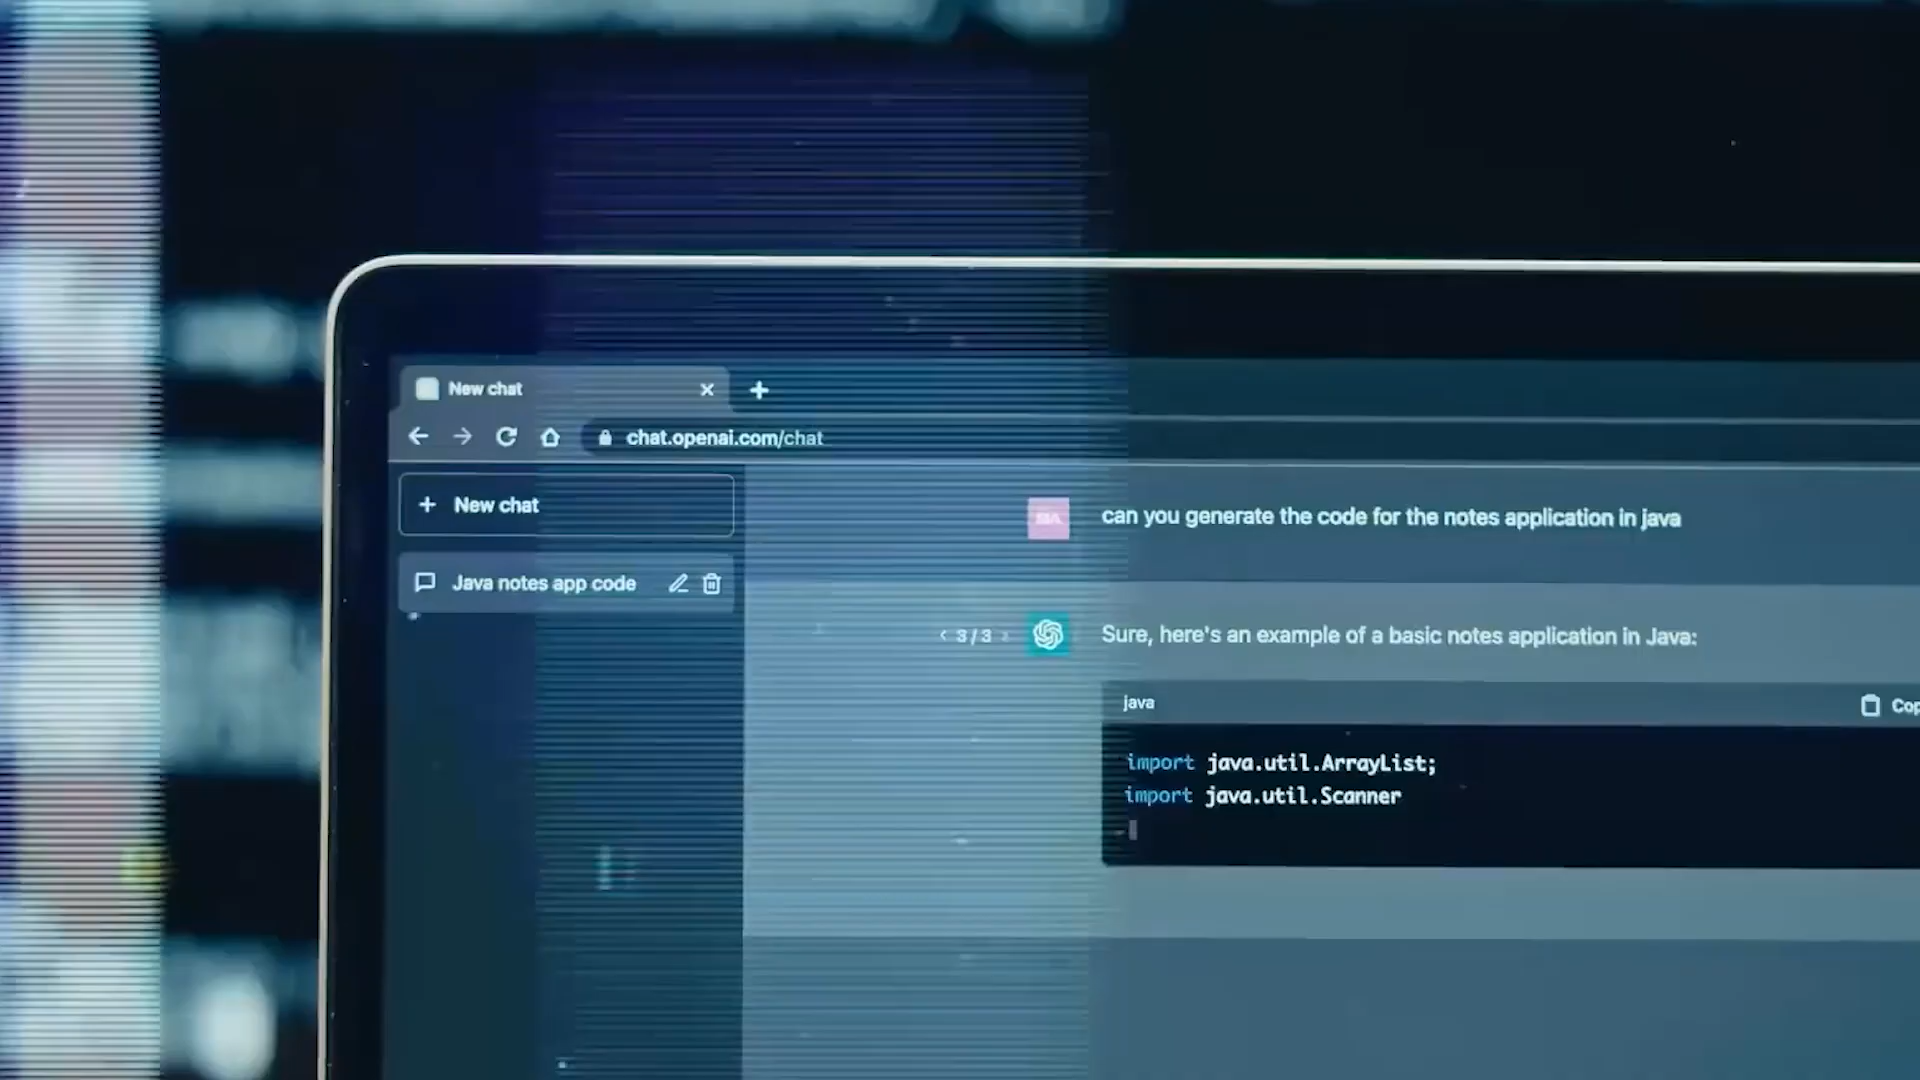 New chat
chat.openai.com/chat
New chat
can you generate the code for the notes application in java
Java notes app code
3 / 3
Sure, here's an example of a basic notes application in Java:
java
Cop
import java.util.ArrayList;
import java.util.Scanner